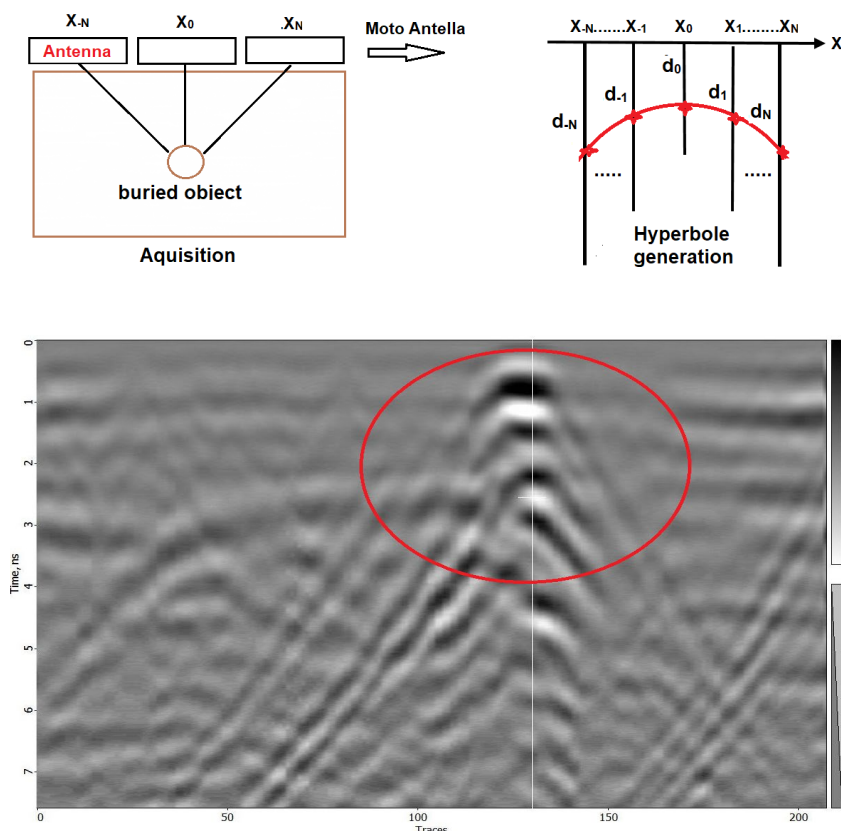 X-N X0 .XN
Antenna
Moto Antella
buried object
Aquisition
X-N.......X-1 X0 X1........XN
X
d0
d-1 d1
d-N dN
..... .....
Hyperbole
generation
0
1
2
3
4
5
6
7
Time, ns
0 50 100 150 200
Traces